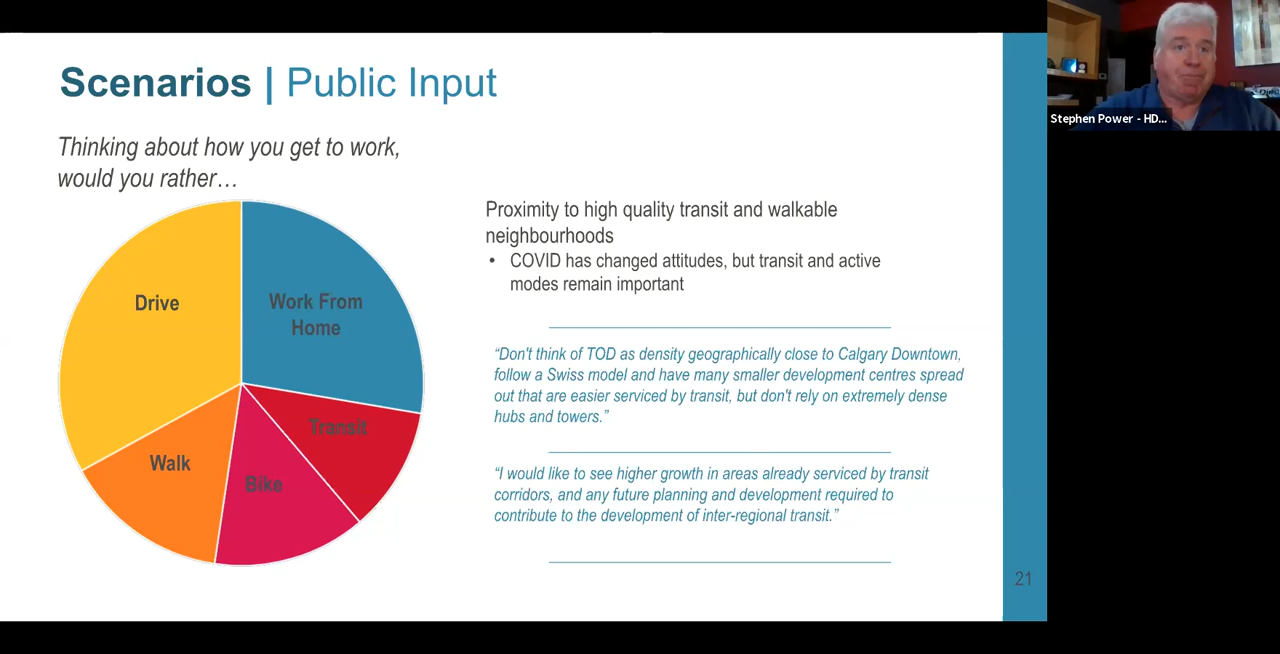 Scenarios | Public Input
Thinking about how you get to work,
would you rather…
Drive
Work From
Home
Transit
Walk
Bike
Proximity to high quality transit and walkable
neighbourhoods
• COVID has changed attitudes, but transit and active
modes remain important
“Don't think of TOD as density geographically close to Calgary Downtown,
follow a Swiss model and have many smaller development centres spread
out that are easier serviced by transit, but don't rely on extremely dense
hubs and towers.”
“I would like to see higher growth in areas already serviced by transit
corridors, and any future planning and development required to
contribute to the development of inter-regional transit.”
21
Stephen Power - HD...